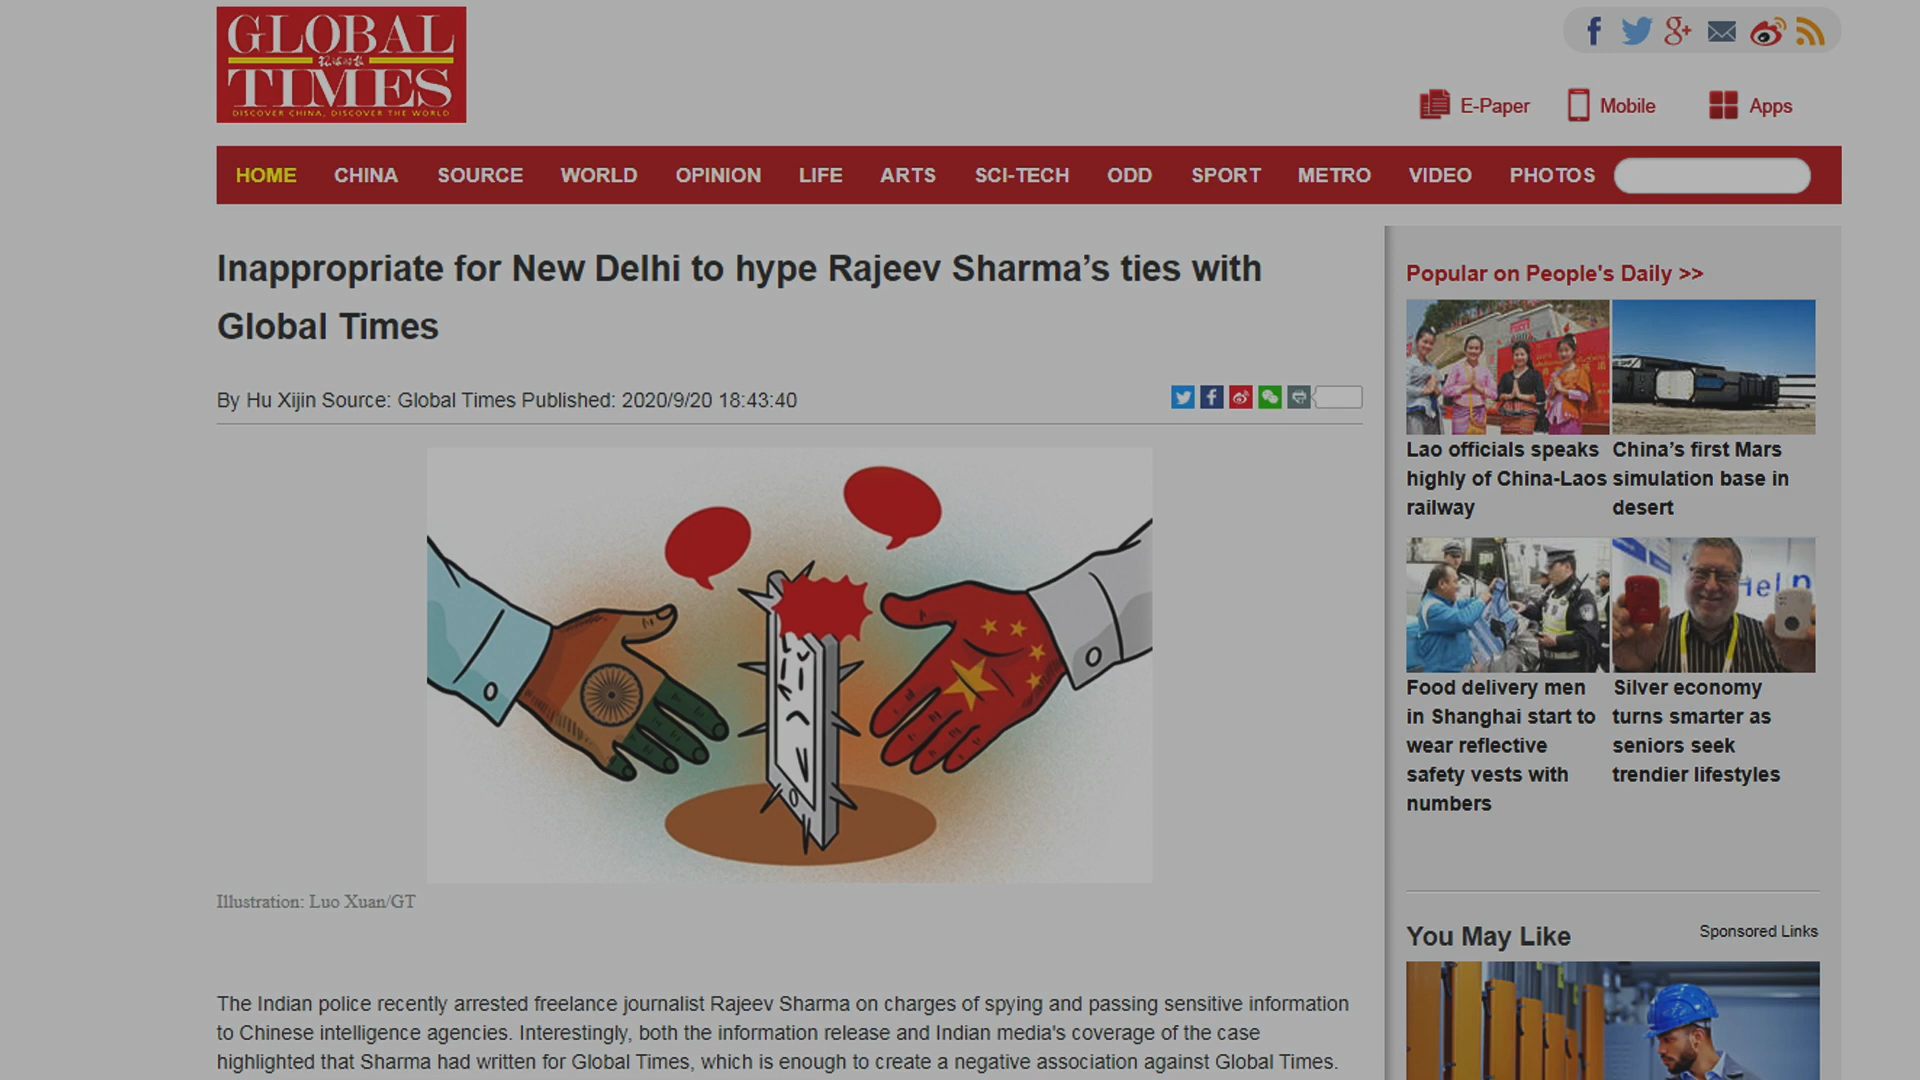 GLOBAL
环球时报
TIMES
DISCOVER CHINA, DISCOVER THE WORLD
E-Paper
Mobile
Apps
HOME
CHINA
SOURCE
WORLD
OPINION
LIFE
ARTS
SCI-TECH
ODD
SPORT
METRO
VIDEO
PHOTOS
Inappropriate for New Delhi to hype Rajeev Sharma’s ties with
Global Times
By Hu Xijin Source: Global Times Published: 2020/9/20 18:43:40
Illustration: Luo Xuan/GT
The Indian police recently arrested freelance journalist Rajeev Sharma on charges of spying and passing sensitive information
to Chinese intelligence agencies. Interestingly, both the information release and Indian media's coverage of the case
highlighted that Sharma had written for Global Times, which is enough to create a negative association against Global Times.
Popular on People's Daily >>
Lao officials speaks
highly of China-Laos
railway
China’s first Mars
simulation base in
desert
Help
Food delivery men
in Shanghai start to
wear reflective
safety vests with
numbers
Silver economy
turns smarter as
seniors seek
trendier lifestyles
You May Like
Sponsored Links